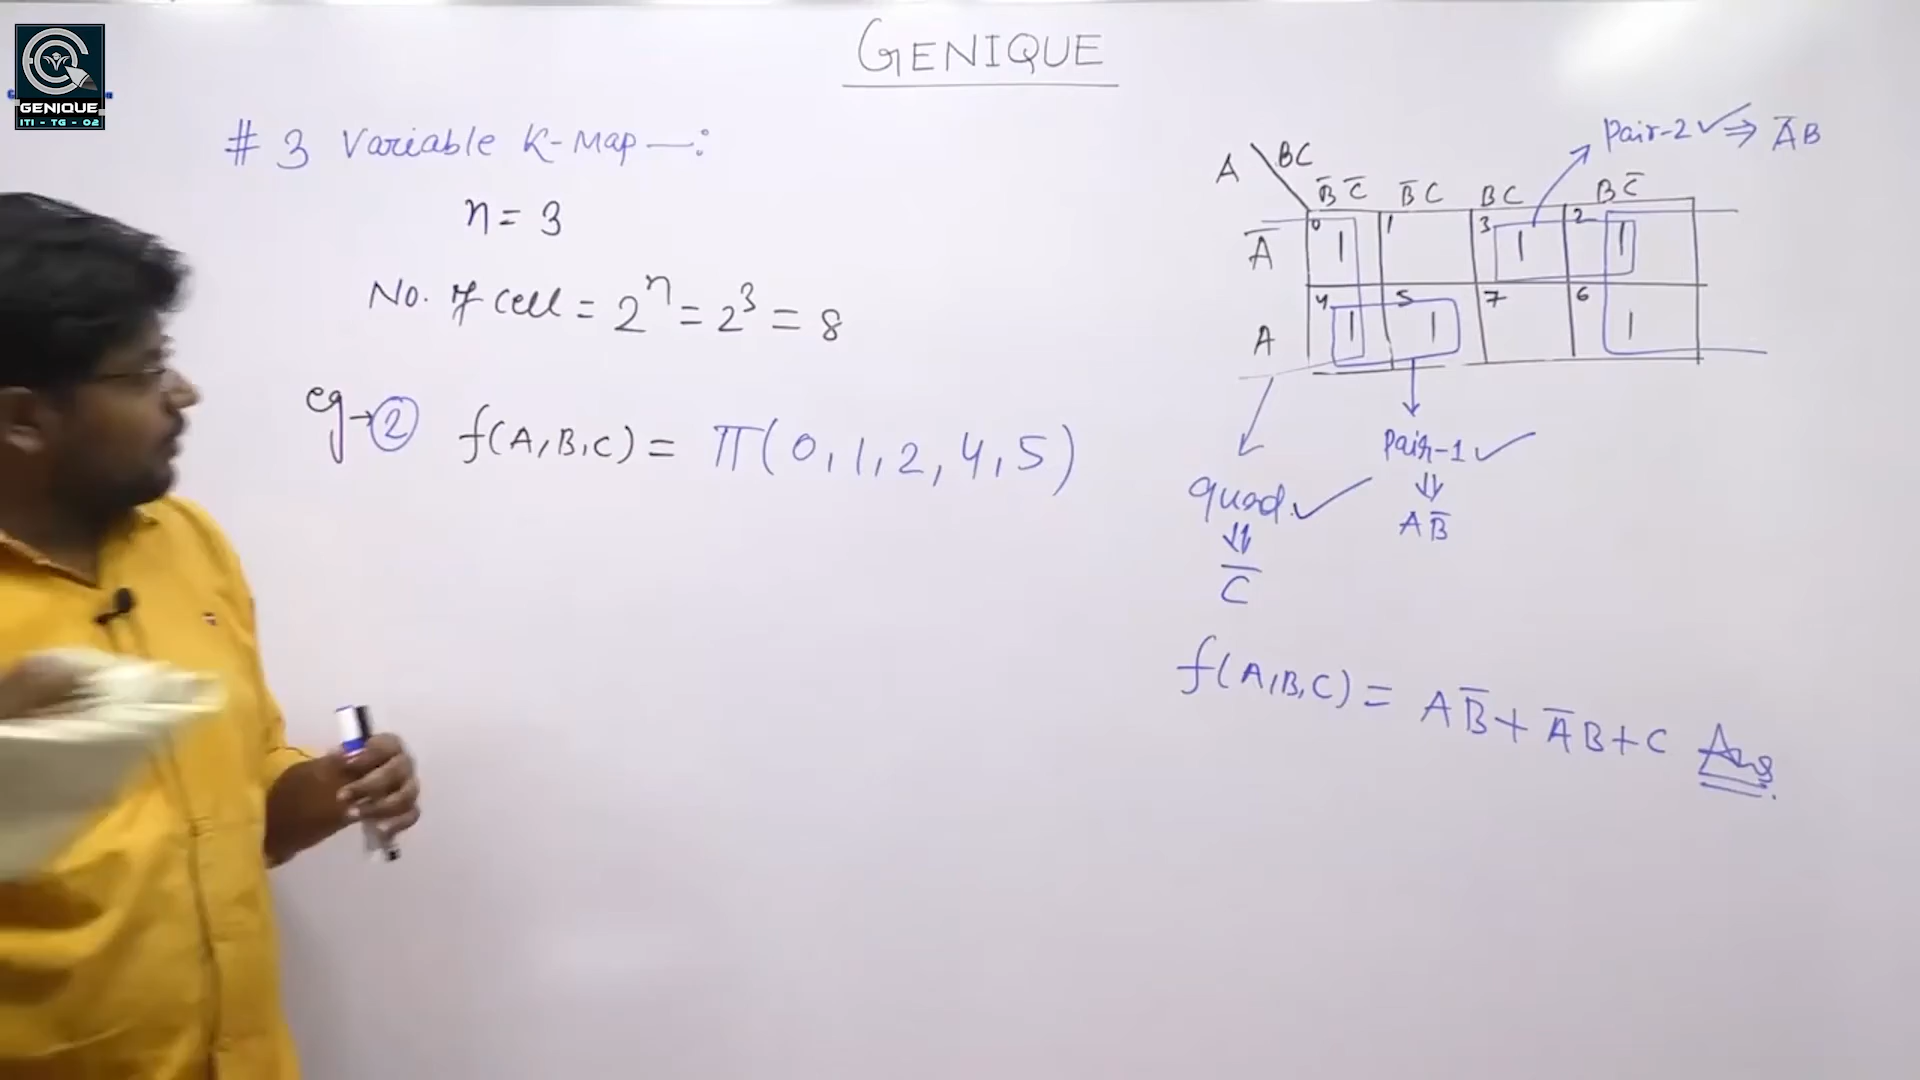 GENIQUE
ITI - TG - 02
GENIQUE
# 3 Variable K-Map —:
n = 3
No. of cell = 2ⁿ = 2³ = 8
eg → ② f(A,B,C) = π(0,1,2,4,5)
Pair-2 ✓ ⇒ A̅B
A \ BC
B̅C̅ B̅C BC BC̅
A̅ 0 1 1 3 1 2 1
A 4 1 5 1 7 6 1
Pair-1 ✓
⇓
AB̅
quad. ✓
⇓
C̅
f(A,B,C) = AB̅ + A̅B + C Ans.